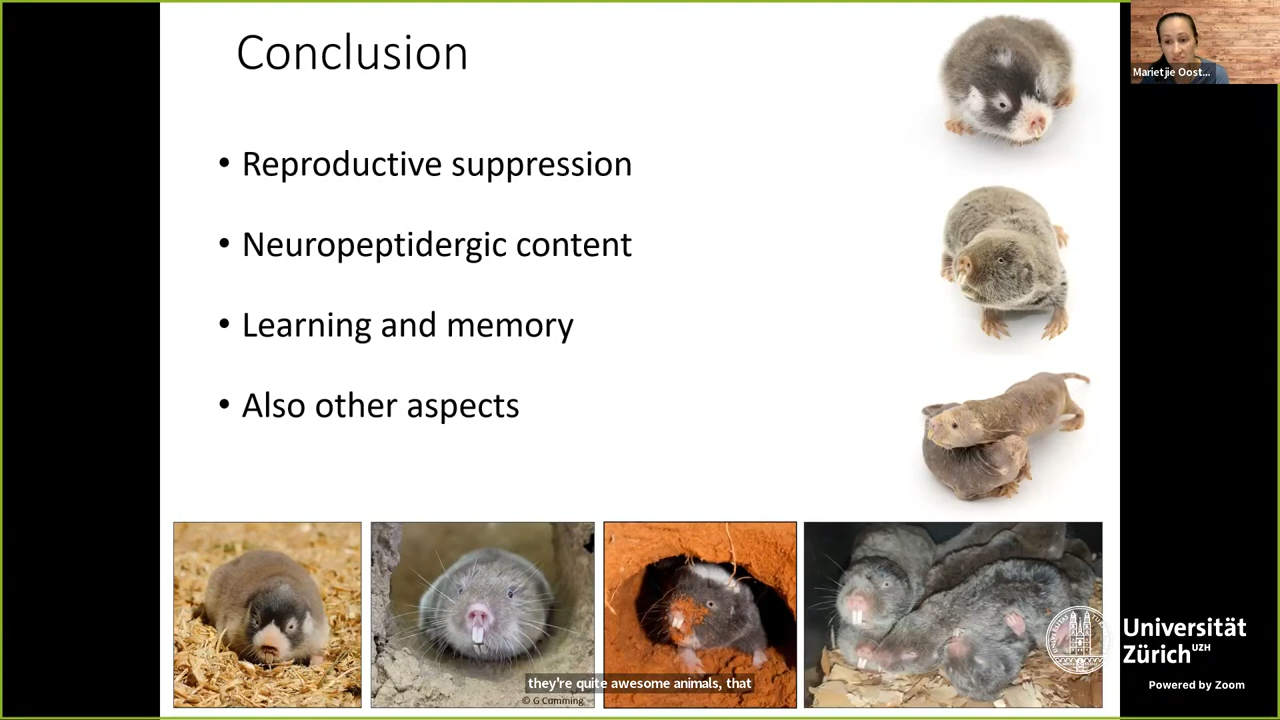 Conclusion
Marietjie Oost...
• Reproductive suppression
• Neuropeptidergic content
• Learning and memory
• Also other aspects
they're quite awesome animals, that
© G Cumming
Universität
Zürich UZH
Powered by Zoom